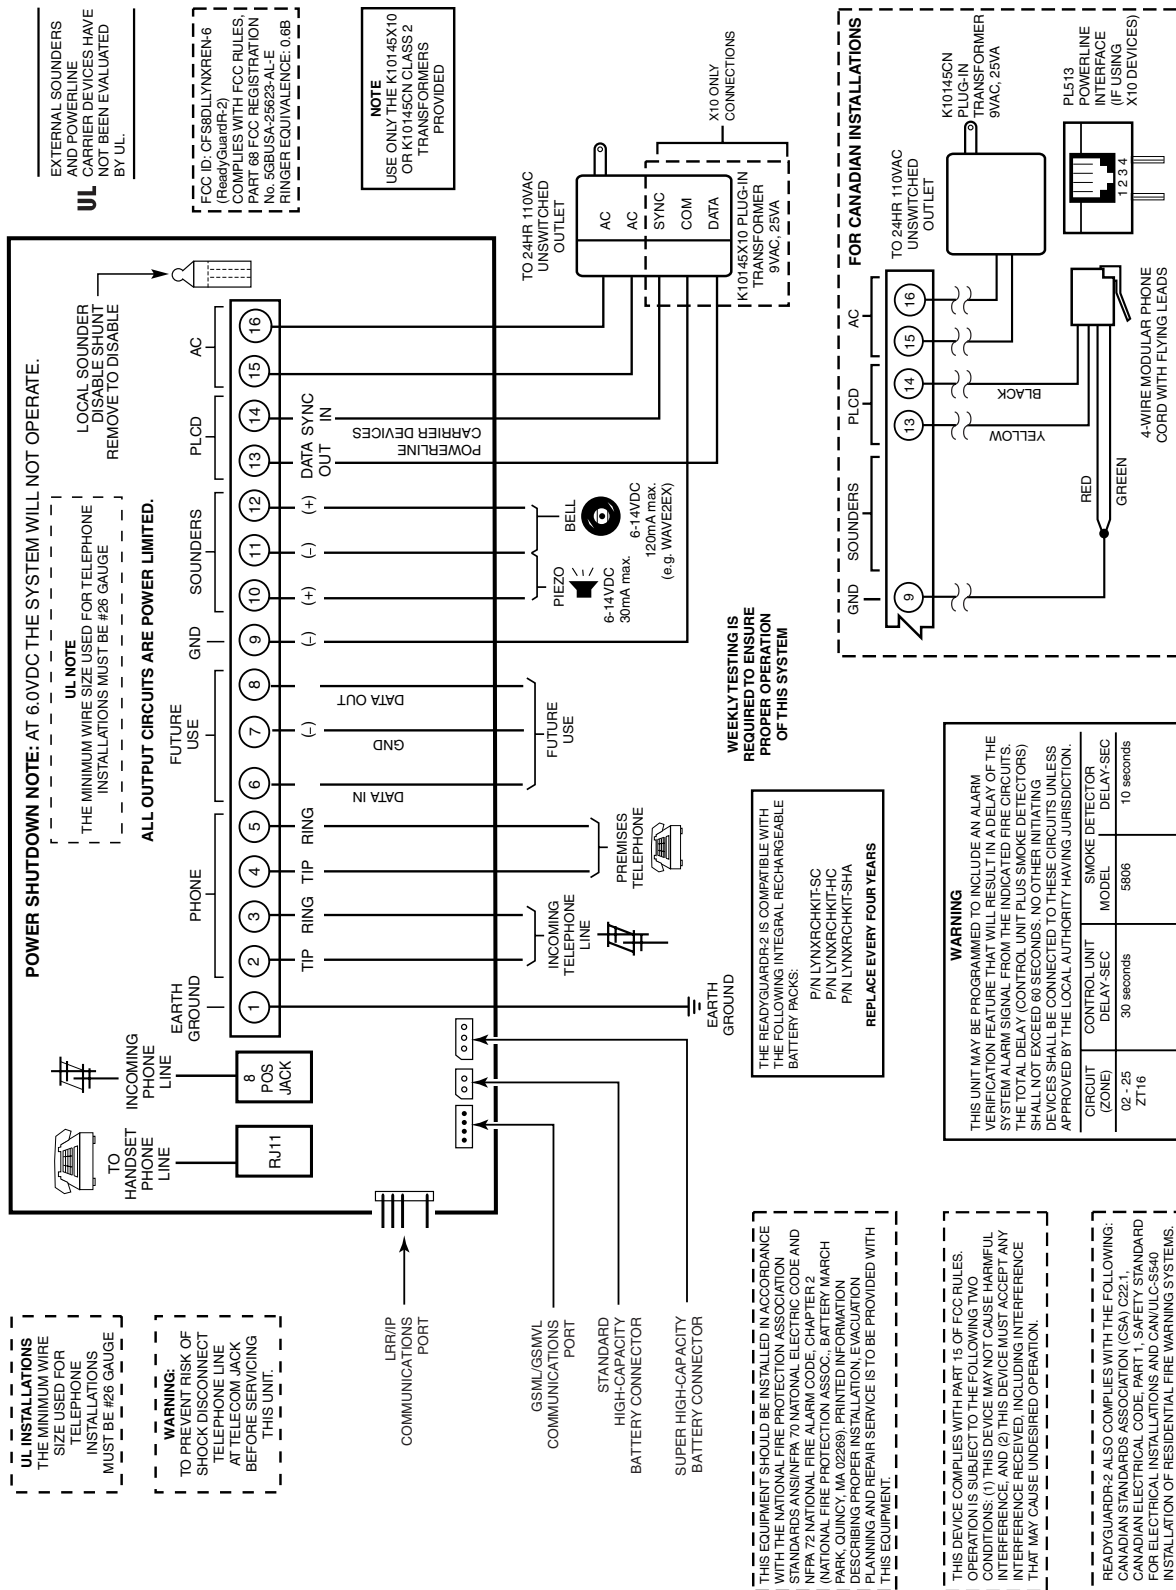 UL INSTALLATIONS
THE MINIMUM WIRE
SIZE USED FOR
TELEPHONE
INSTALLATIONS
MUST BE #26 GAUGE
WARNING:
TO PREVENT RISK OF
SHOCK DISCONNECT
TELEPHONE LINE
AT TELECOM JACK
BEFORE SERVICING
THIS UNIT.
POWER SHUTDOWN NOTE: AT 6.0VDC THE SYSTEM WILL NOT OPERATE.
UL NOTE
THE MINIMUM WIRE SIZE USED FOR TELEPHONE
INSTALLATIONS MUST BE #26 GAUGE
ALL OUTPUT CIRCUITS ARE POWER LIMITED.
LOCAL SOUNDER
DISABLE SHUNT
REMOVE TO DISABLE
UL
EXTERNAL SOUNDERS
AND POWERLINE
CARRIER DEVICES HAVE
NOT BEEN EVALUATED
BY UL.
FCC ID: CFS8DLLYNXREN-6
(ReadyGuardR-2)
COMPLIES WITH FCC RULES,
PART 68 FCC REGISTRATION
No. 5GBUSA-25623-AL-E
RINGER EQUIVALENCE: 0.6B
NOTE
USE ONLY THE K10145X10
OR K10145CN CLASS 2
TRANSFORMERS
PROVIDED
TO
HANDSET
PHONE
LINE
RJ11
INCOMING
PHONE
LINE
8
POS
JACK
EARTH
GROUND
PHONE
FUTURE
USE
GND
SOUNDERS
PLCD
AC
1 2 3 4 5 6 7 8 9 10 11 12 13 14 15 16
TIP RING TIP RING
(–) (–) (+) (–) (+)
DATA OUT
SYNC IN
DATA IN
GND
DATA OUT
POWERLINE
CARRIER DEVICES
LRR/IP
COMMUNICATIONS
PORT
GSML/GSMVL
COMMUNICATIONS
PORT
STANDARD
HIGH-CAPACITY
BATTERY CONNECTOR
SUPER HIGH-CAPACITY
BATTERY CONNECTOR
EARTH
GROUND
INCOMING
TELEPHONE
LINE
PREMISES
TELEPHONE
FUTURE
USE
PIEZO
6-14VDC
30mA max.
BELL
6-14VDC
120mA max.
(e.g. WAVE2EX)
TO 24HR 110VAC
UNSWITCHED
OUTLET
AC
AC
SYNC
COM
DATA
K10145X10 PLUG-IN
TRANSFORMER
9VAC, 25VA
X10 ONLY
CONNECTIONS
WEEKLY TESTING IS
REQUIRED TO ENSURE
PROPER OPERATION
OF THIS SYSTEM
THIS EQUIPMENT SHOULD BE INSTALLED IN ACCORDANCE
WITH THE NATIONAL FIRE PROTECTION ASSOCIATION
STANDARDS ANSI/NFPA 70 NATIONAL ELECTRIC CODE AND
NFPA 72 NATIONAL FIRE ALARM CODE, CHAPTER 2
(NATIONAL FIRE PROTECTION ASSOC., BATTERY MARCH
PARK, QUINCY, MA 02269). PRINTED INFORMATION
DESCRIBING PROPER INSTALLATION, EVACUATION
PLANNING AND REPAIR SERVICE IS TO BE PROVIDED WITH
THIS EQUIPMENT.
THE READYGUARDR-2 IS COMPATIBLE WITH
THE FOLLOWING INTEGRAL RECHARGEABLE
BATTERY PACKS:
P/N LYNXRCHKIT-SC
P/N LYNXRCHKIT-HC
P/N LYNXRCHKIT-SHA
REPLACE EVERY FOUR YEARS
THIS DEVICE COMPLIES WITH PART 15 OF FCC RULES.
OPERATION IS SUBJECT TO THE FOLLOWING TWO
CONDITIONS: (1) THIS DEVICE MAY NOT CAUSE HARMFUL
INTERFERENCE, AND (2) THIS DEVICE MUST ACCEPT ANY
INTERFERENCE RECEIVED, INCLUDING INTERFERENCE
THAT MAY CAUSE UNDESIRED OPERATION.
READYGUARDR-2 ALSO COMPLIES WITH THE FOLLOWING:
CANADIAN STANDARDS ASSOCIATION (CSA) C22.1,
CANADIAN ELECTRICAL CODE, PART 1, SAFETY STANDARD
FOR ELECTRICAL INSTALLATIONS AND CAN/ULC-S540
INSTALLATION OF RESIDENTIAL FIRE WARNING SYSTEMS.
WARNING
THIS UNIT MAY BE PROGRAMMED TO INCLUDE AN ALARM
VERIFICATION FEATURE THAT WILL RESULT IN A DELAY OF THE
SYSTEM ALARM SIGNAL FROM THE INDICATED FIRE CIRCUITS.
THE TOTAL DELAY (CONTROL UNIT PLUS SMOKE DETECTORS)
SHALL NOT EXCEED 60 SECONDS. NO OTHER INITIATING
DEVICES SHALL BE CONNECTED TO THESE CIRCUITS UNLESS
APPROVED BY THE LOCAL AUTHORITY HAVING JURISDICTION.
CIRCUIT CONTROL UNIT SMOKE DETECTOR
(ZONE) DELAY-SEC MODEL DELAY-SEC
02 - 25 30 seconds 5806 10 seconds
ZT16
FOR CANADIAN INSTALLATIONS
GND
SOUNDERS
PLCD
AC
9 13 14 15 16
TO 24HR 110VAC
UNSWITCHED
OUTLET
K10145CN
PLUG-IN
TRANSFORMER
9VAC, 25VA
YELLOW
BLACK
RED
GREEN
4-WIRE MODULAR PHONE
CORD WITH FLYING LEADS
1 2 3 4
PL513
POWERLINE
INTERFACE
(IF USING
X10 DEVICES)